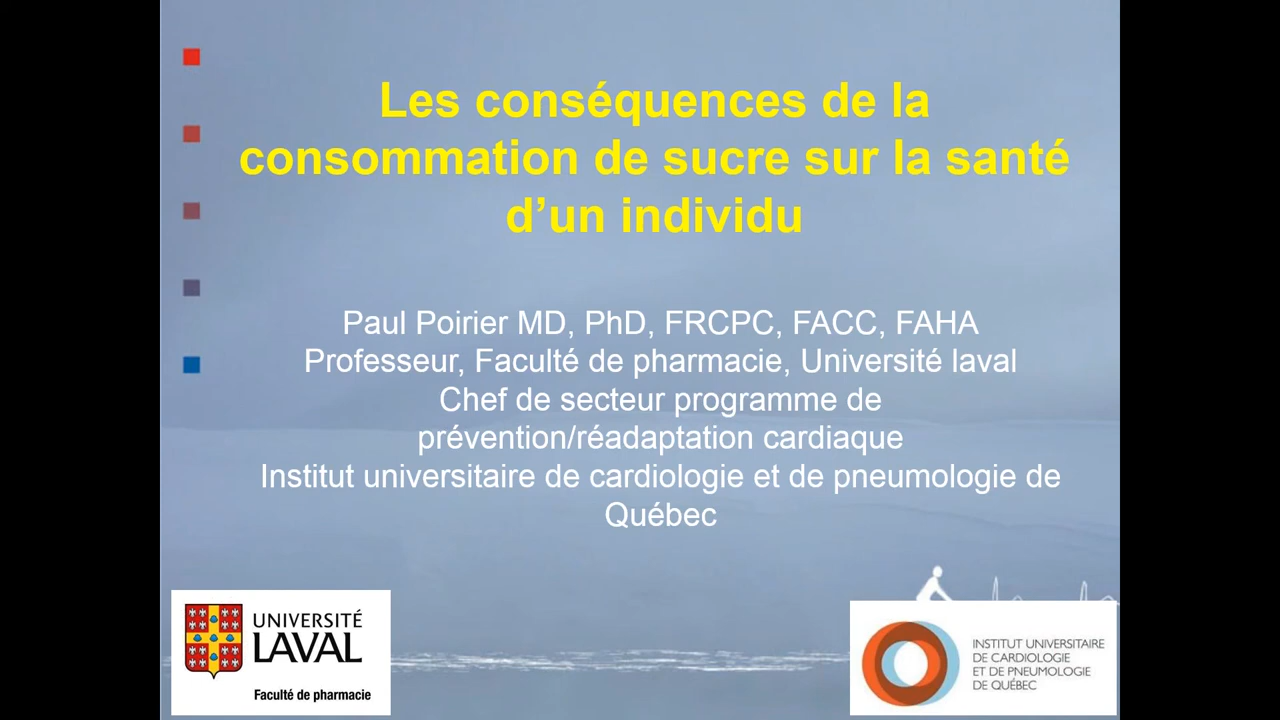 Les conséquences de la
consommation de sucre sur la santé
d’un individu
Paul Poirier MD, PhD, FRCPC, FACC, FAHA
Professeur, Faculté de pharmacie, Université laval
Chef de secteur programme de
prévention/réadaptation cardiaque
Institut universitaire de cardiologie et de pneumologie de
Québec
UNIVERSITÉ
LAVAL
Faculté de pharmacie
INSTITUT UNIVERSITAIRE
DE CARDIOLOGIE
ET DE PNEUMOLOGIE
DE QUÉBEC